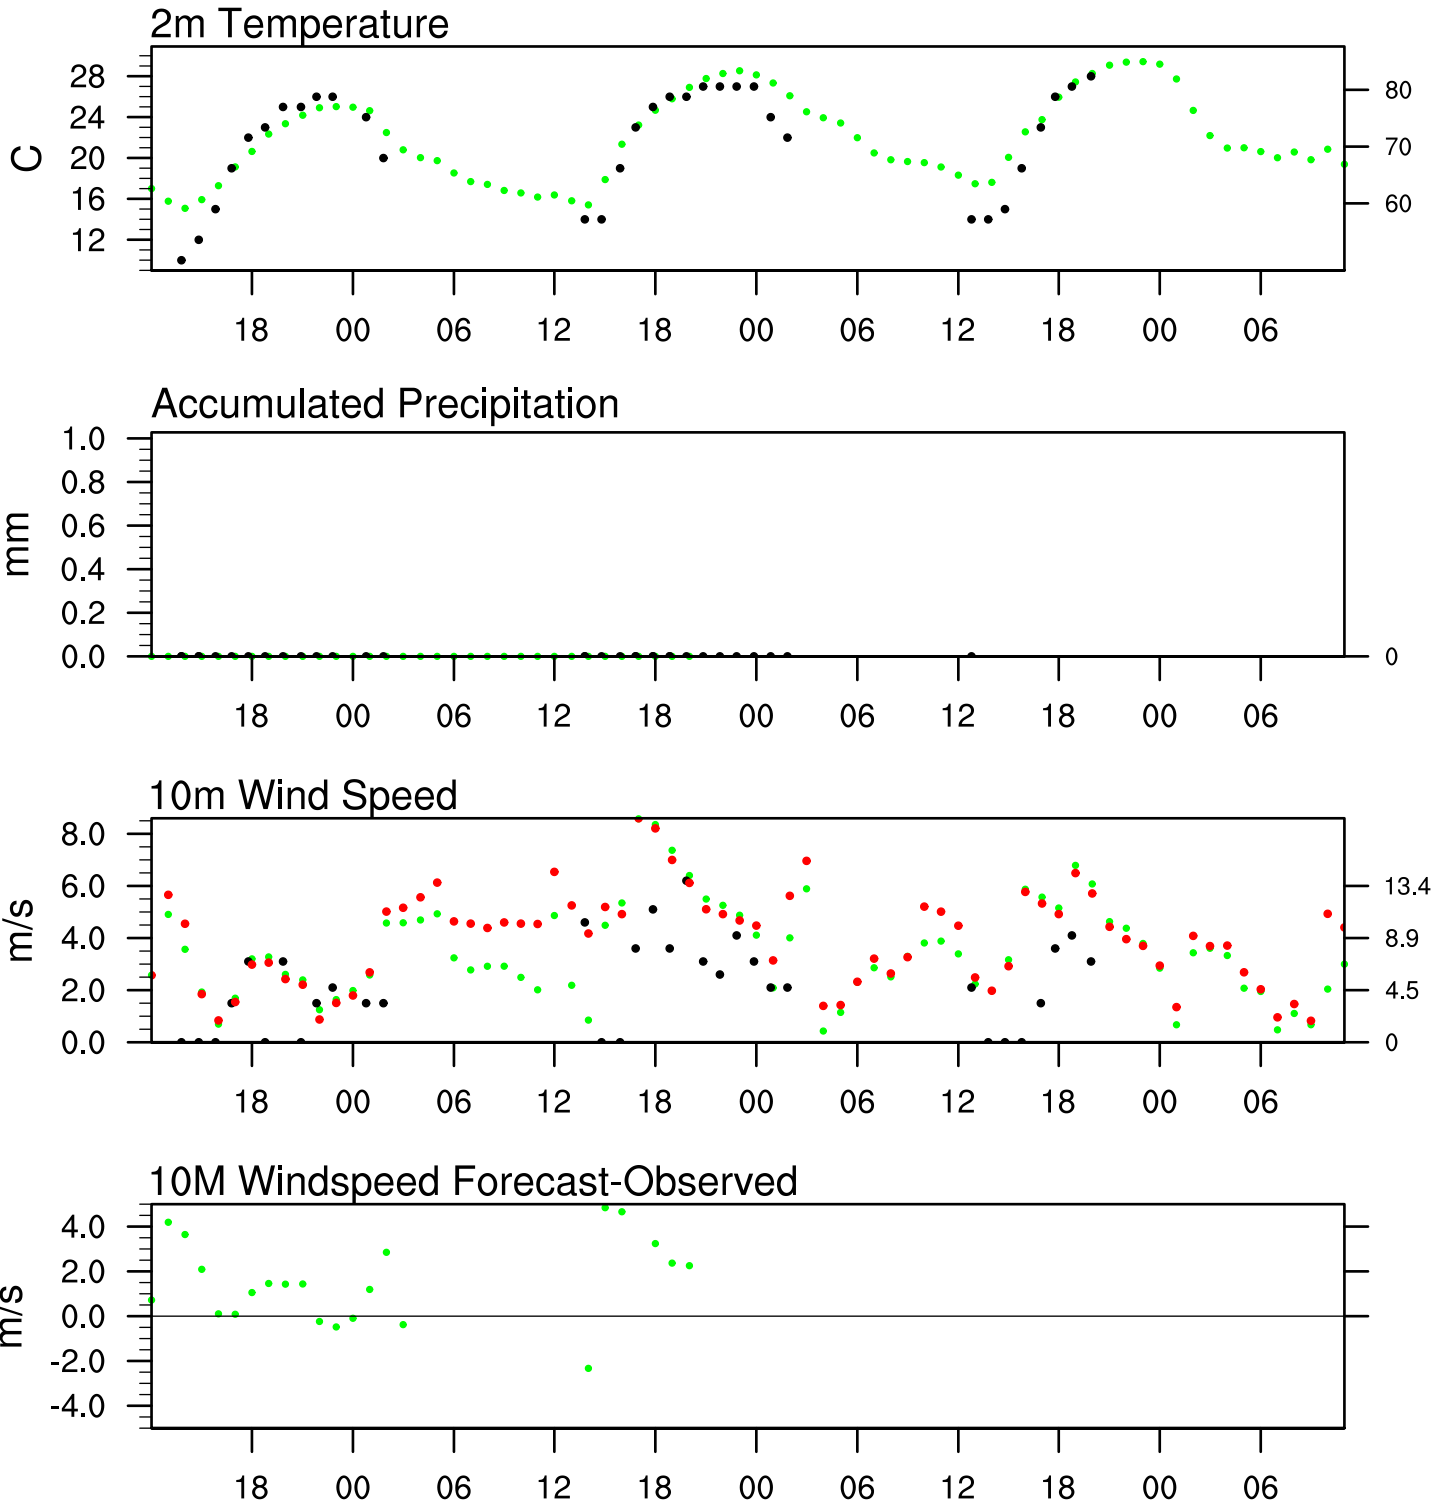 2m Temperature
28
24
20
16
12
C
80
70
60
18 00 06 12 18 00 06 12 18 00 06
Accumulated Precipitation
1.0
0.8
0.6
0.4
0.2
0.0
mm
0
18 00 06 12 18 00 06 12 18 00 06
10m Wind Speed
8.0
6.0
4.0
2.0
0.0
m/s
13.4
8.9
4.5
0
18 00 06 12 18 00 06 12 18 00 06
10M Windspeed Forecast-Observed
4.0
2.0
0.0
-2.0
-4.0
m/s
18 00 06 12 18 00 06 12 18 00 06